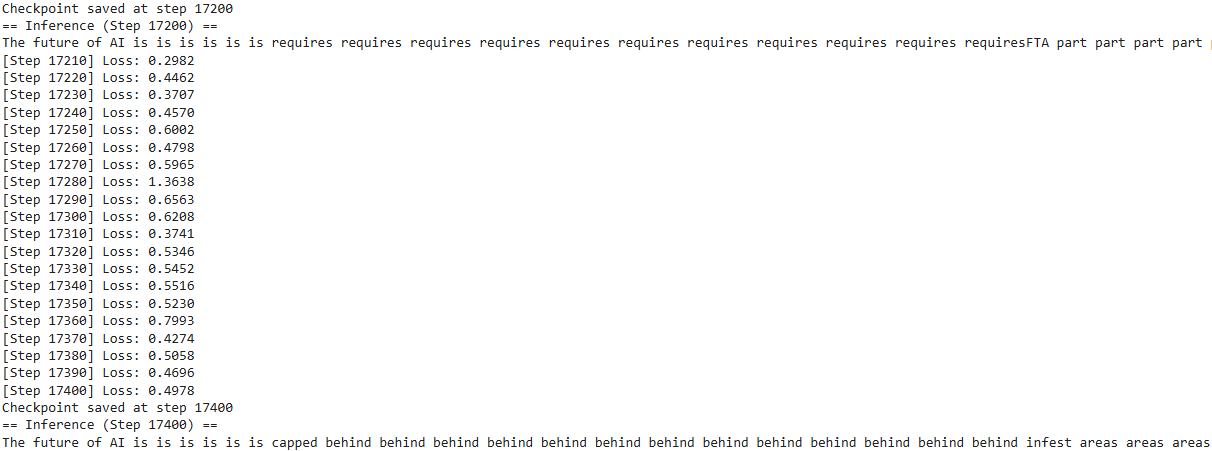 Checkpoint saved at step 17200
== Inference (Step 17200) ==
The future of AI is is is is is is requires requires requires requires requires requires requires requires requires requires requiresFTA part part part part
[Step 17210] Loss: 0.2982
[Step 17220] Loss: 0.4462
[Step 17230] Loss: 0.3707
[Step 17240] Loss: 0.4570
[Step 17250] Loss: 0.6002
[Step 17260] Loss: 0.4798
[Step 17270] Loss: 0.5965
[Step 17280] Loss: 1.3638
[Step 17290] Loss: 0.6563
[Step 17300] Loss: 0.6208
[Step 17310] Loss: 0.3741
[Step 17320] Loss: 0.5346
[Step 17330] Loss: 0.5452
[Step 17340] Loss: 0.5516
[Step 17350] Loss: 0.5230
[Step 17360] Loss: 0.7993
[Step 17370] Loss: 0.4274
[Step 17380] Loss: 0.5058
[Step 17390] Loss: 0.4696
[Step 17400] Loss: 0.4978
Checkpoint saved at step 17400
== Inference (Step 17400) ==
The future of AI is is is is is is capped behind behind behind behind behind behind behind behind behind behind behind behind behind infest areas areas areas